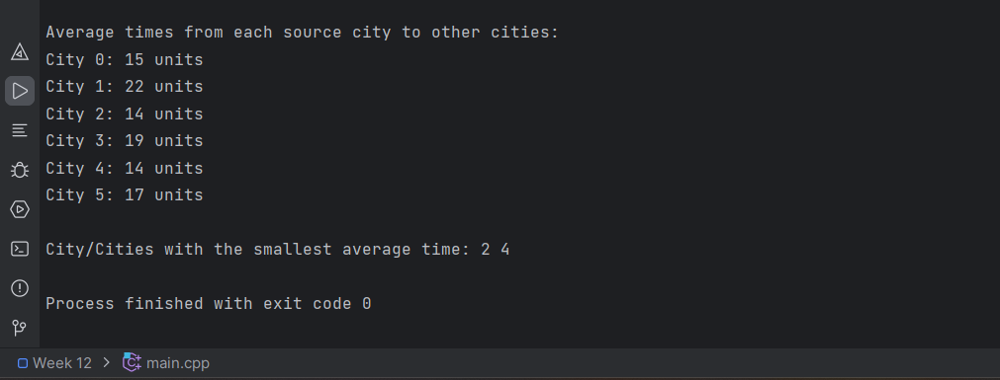 Average times from each source city to other cities:
City 0: 15 units
City 1: 22 units
City 2: 14 units
City 3: 19 units
City 4: 14 units
City 5: 17 units
City/Cities with the smallest average time: 2 4
Process finished with exit code 0
Week 12 > main.cpp